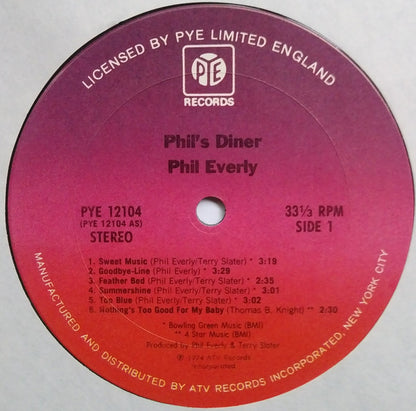 LICENSED BY PYE LIMITED ENGLAND
PYE
RECORDS
Phil's Diner
Phil Everly
PYE 12104
(PYE 12104 AS)
STEREO
33⅓ RPM
SIDE 1
1. Sweet Music (Phil Everly/Terry Slater) * 3:19
2. Goodbye-Line (Phil Everly) * 3:29
3. Feather Bed (Phil Everly/Terry Slater) * 2:35
4. Summershine (Phil Everly/Terry Slater) * 3:01
5. Too Blue (Phil Everly/Terry Slater) * 3:02
6. Nothing's Too Good For My Baby (Thomas B. Knight) ** 2:30
* Bowling Green Music (BMI)
** 4 Star Music (BMI)
Produced by Phil Everly & Terry Slater
℗ 1974 ATV Records
Incorporated
MANUFACTURED AND DISTRIBUTED BY ATV RECORDS INCORPORATED, NEW YORK CITY